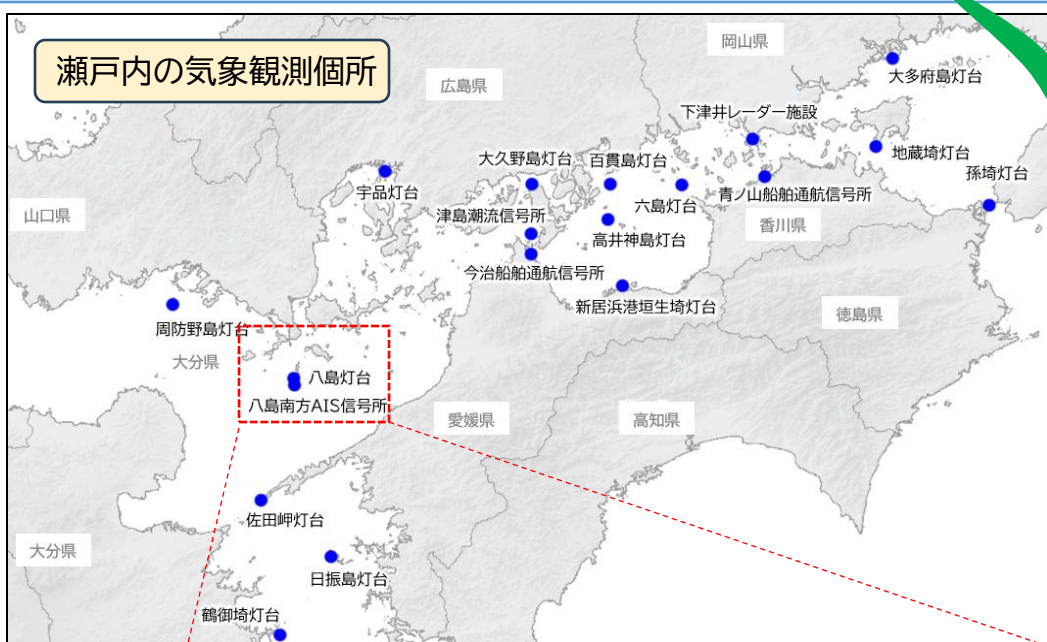 瀬戸内の気象観測個所
岡山県
大多府島灯台
広島県
下津井レーダー施設
地蔵埼灯台
大久野島灯台
百貫島灯台
孫埼灯台
宇品灯台
六島灯台
青ノ山船舶通航信号所
山口県
津島潮流信号所
香川県
高井神島灯台
今治船舶通航信号所
新居浜港垣生埼灯台
徳島県
周防野島灯台
大分県
八島灯台
八島南方AIS信号所
愛媛県
高知県
佐田岬灯台
大分県
日振島灯台
鶴御埼灯台